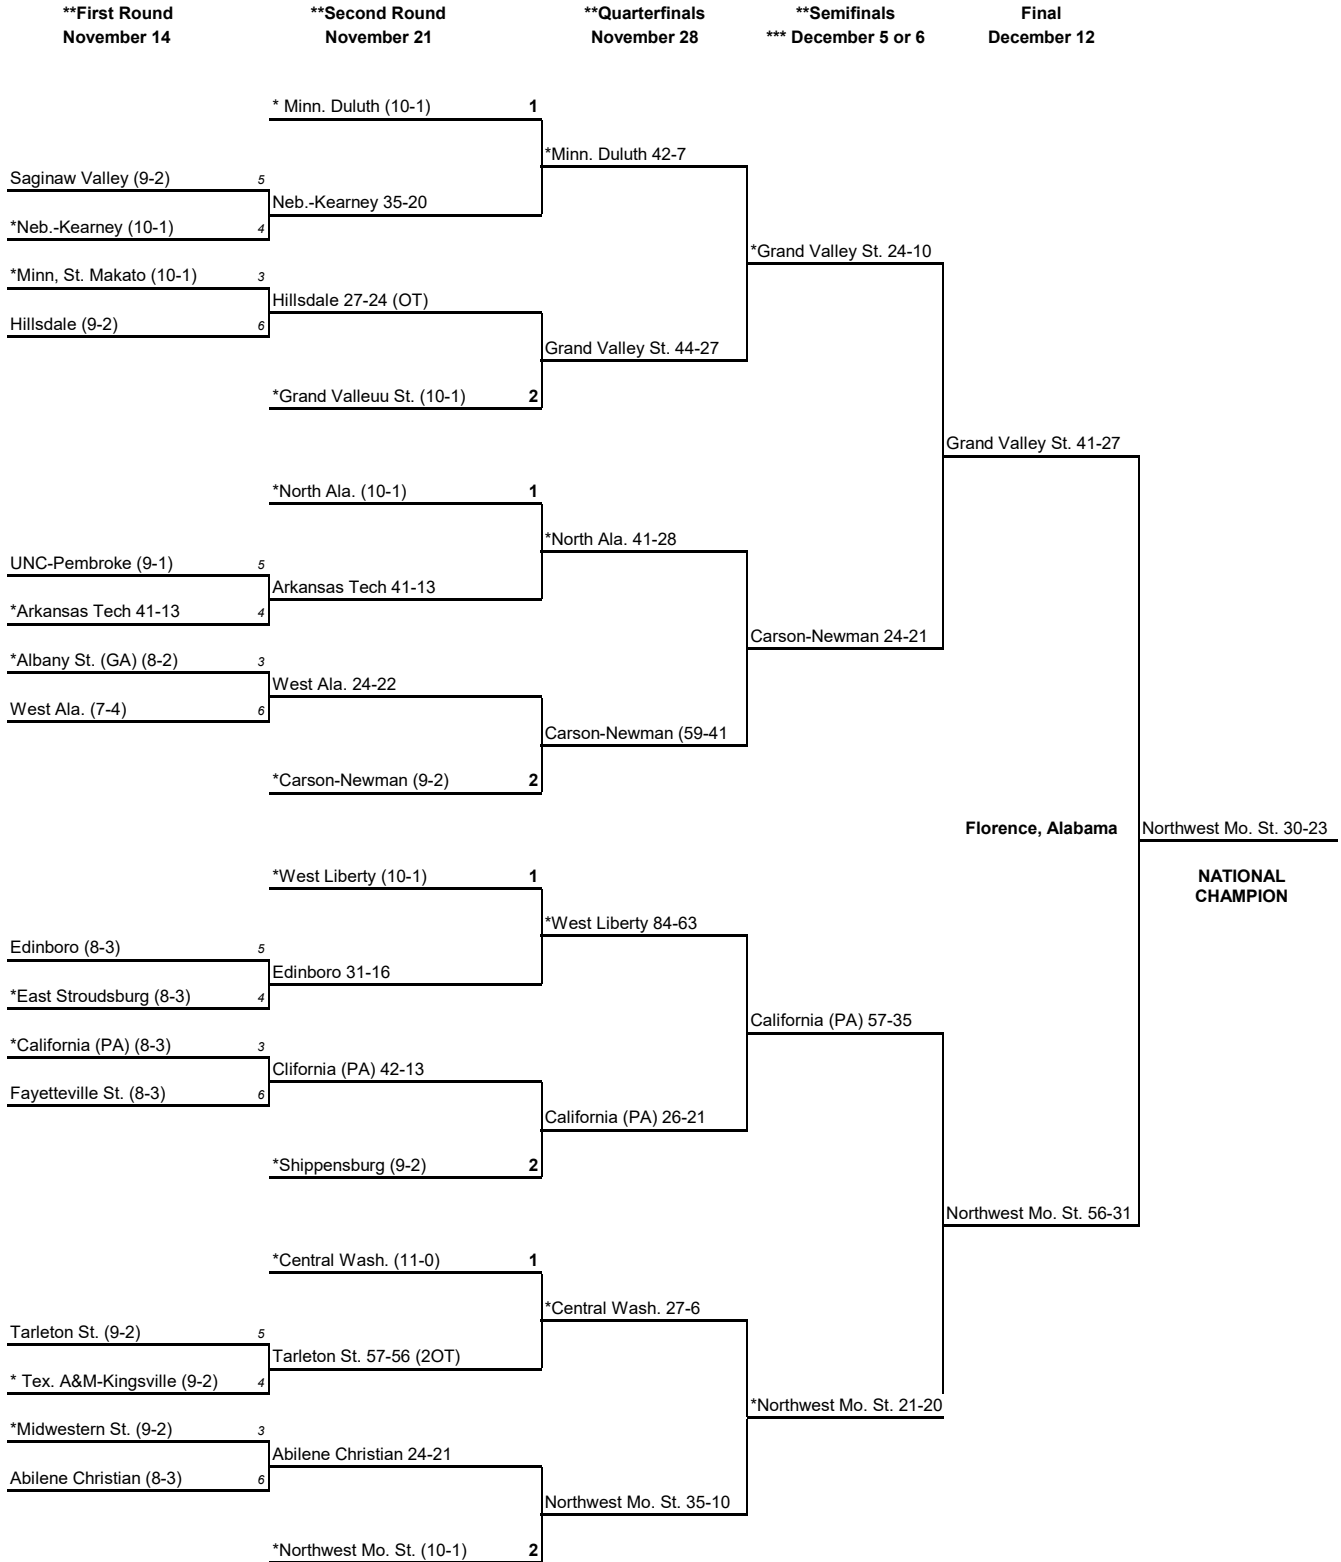 **First Round **Second Round **Quarterfinals **Semifinals Final
November 14 November 21 November 28 *** December 5 or 6 December 12
* Minn. Duluth (10-1) 1
*Minn. Duluth 42-7
Saginaw Valley (9-2) 5
Neb.-Kearney 35-20
*Neb.-Kearney (10-1) 4
*Grand Valley St. 24-10
*Minn, St. Makato (10-1) 3
Hillsdale 27-24 (OT)
Hillsdale (9-2) 6
Grand Valley St. 44-27
*Grand Valleuu St. (10-1) 2
Grand Valley St. 41-27
*North Ala. (10-1) 1
*North Ala. 41-28
UNC-Pembroke (9-1) 5
Arkansas Tech 41-13
*Arkansas Tech 41-13 4
Carson-Newman 24-21
*Albany St. (GA) (8-2) 3
West Ala. 24-22
West Ala. (7-4) 6
Carson-Newman (59-41
*Carson-Newman (9-2) 2
Florence, Alabama Northwest Mo. St. 30-23
*West Liberty (10-1) 1
NATIONAL
CHAMPION
*West Liberty 84-63
Edinboro (8-3) 5
Edinboro 31-16
*East Stroudsburg (8-3) 4
California (PA) 57-35
*California (PA) (8-3) 3
Clifornia (PA) 42-13
Fayetteville St. (8-3) 6
California (PA) 26-21
*Shippensburg (9-2) 2
Northwest Mo. St. 56-31
*Central Wash. (11-0) 1
*Central Wash. 27-6
Tarleton St. (9-2) 5
Tarleton St. 57-56 (2OT)
* Tex. A&M-Kingsville (9-2) 4
*Northwest Mo. St. 21-20
*Midwestern St. (9-2) 3
Abilene Christian 24-21
Abilene Christian (8-3) 6
Northwest Mo. St. 35-10
*Northwest Mo. St. (10-1) 2